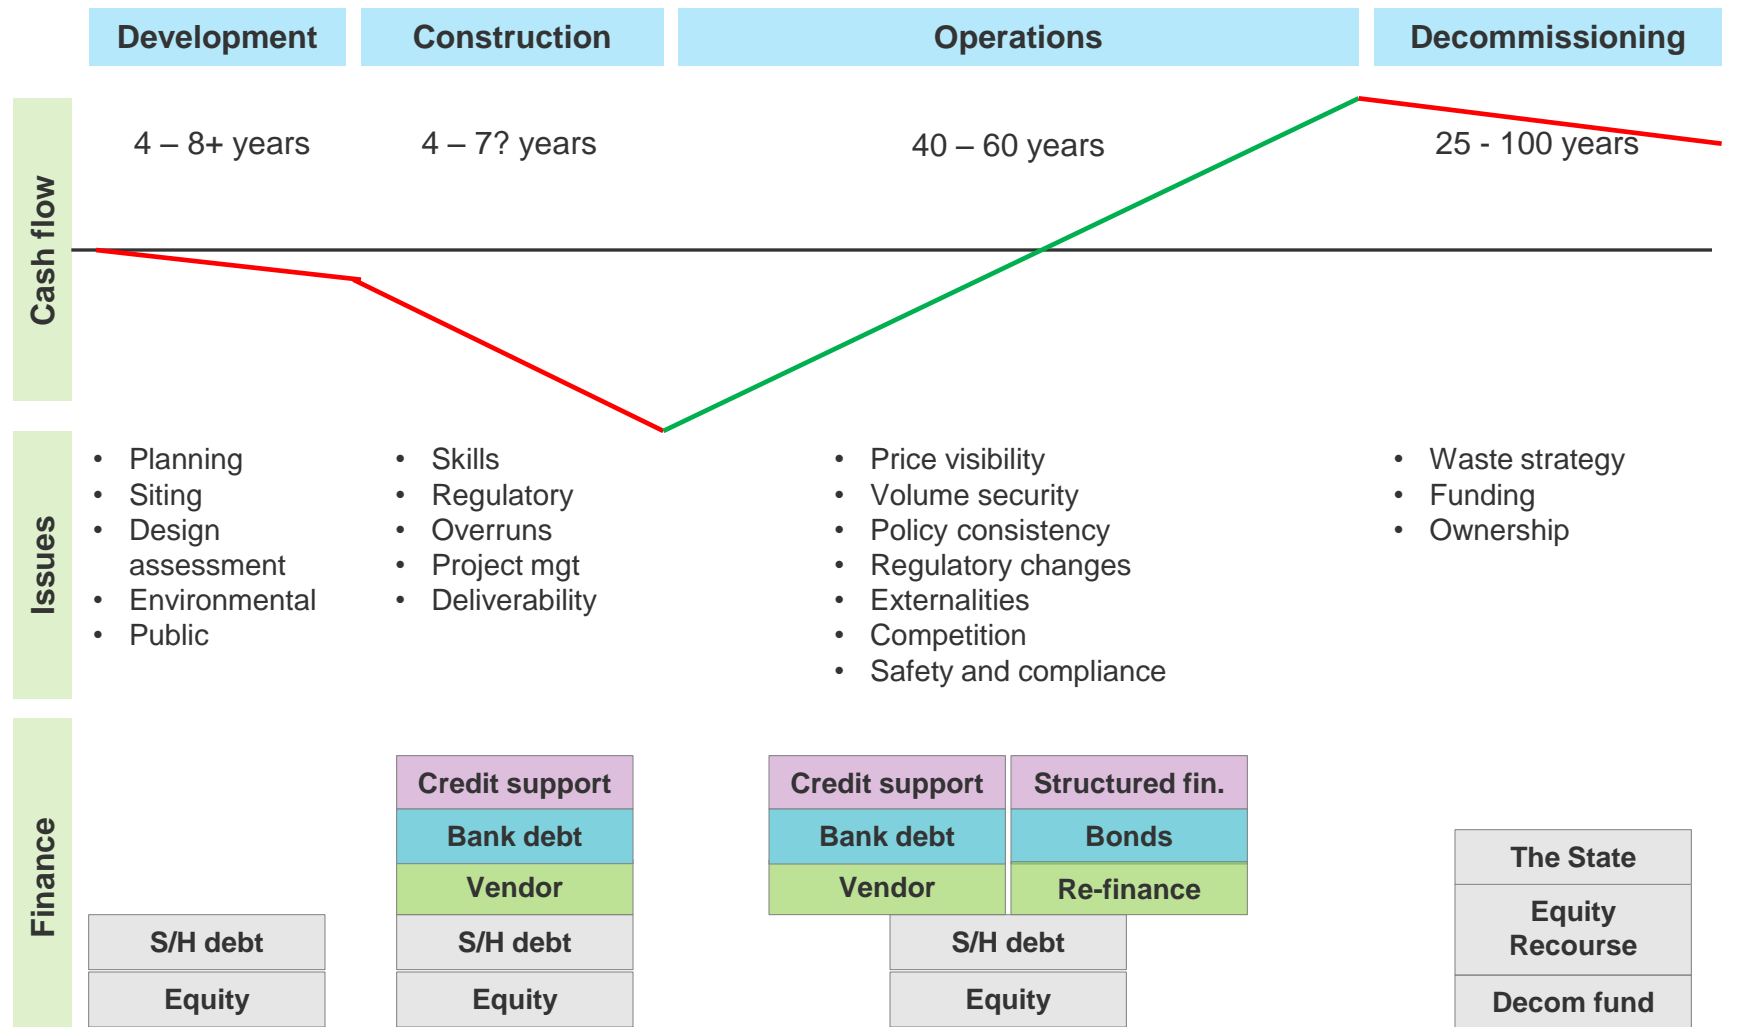 Development
Construction
Operations
Decommissioning
Cash flow
4 – 8+ years
4 – 7? years
40 – 60 years
25 - 100 years
Issues
• Planning
• Siting
• Design
assessment
• Environmental
• Public
• Skills
• Regulatory
• Overruns
• Project mgt
• Deliverability
• Price visibility
• Volume security
• Policy consistency
• Regulatory changes
• Externalities
• Competition
• Safety and compliance
• Waste strategy
• Funding
• Ownership
Finance
S/H debt
Equity
Credit support
Bank debt
Vendor
S/H debt
Equity
Credit support
Bank debt
Vendor
Structured fin.
Bonds
Re-finance
S/H debt
Equity
The State
Equity
Recourse
Decom fund